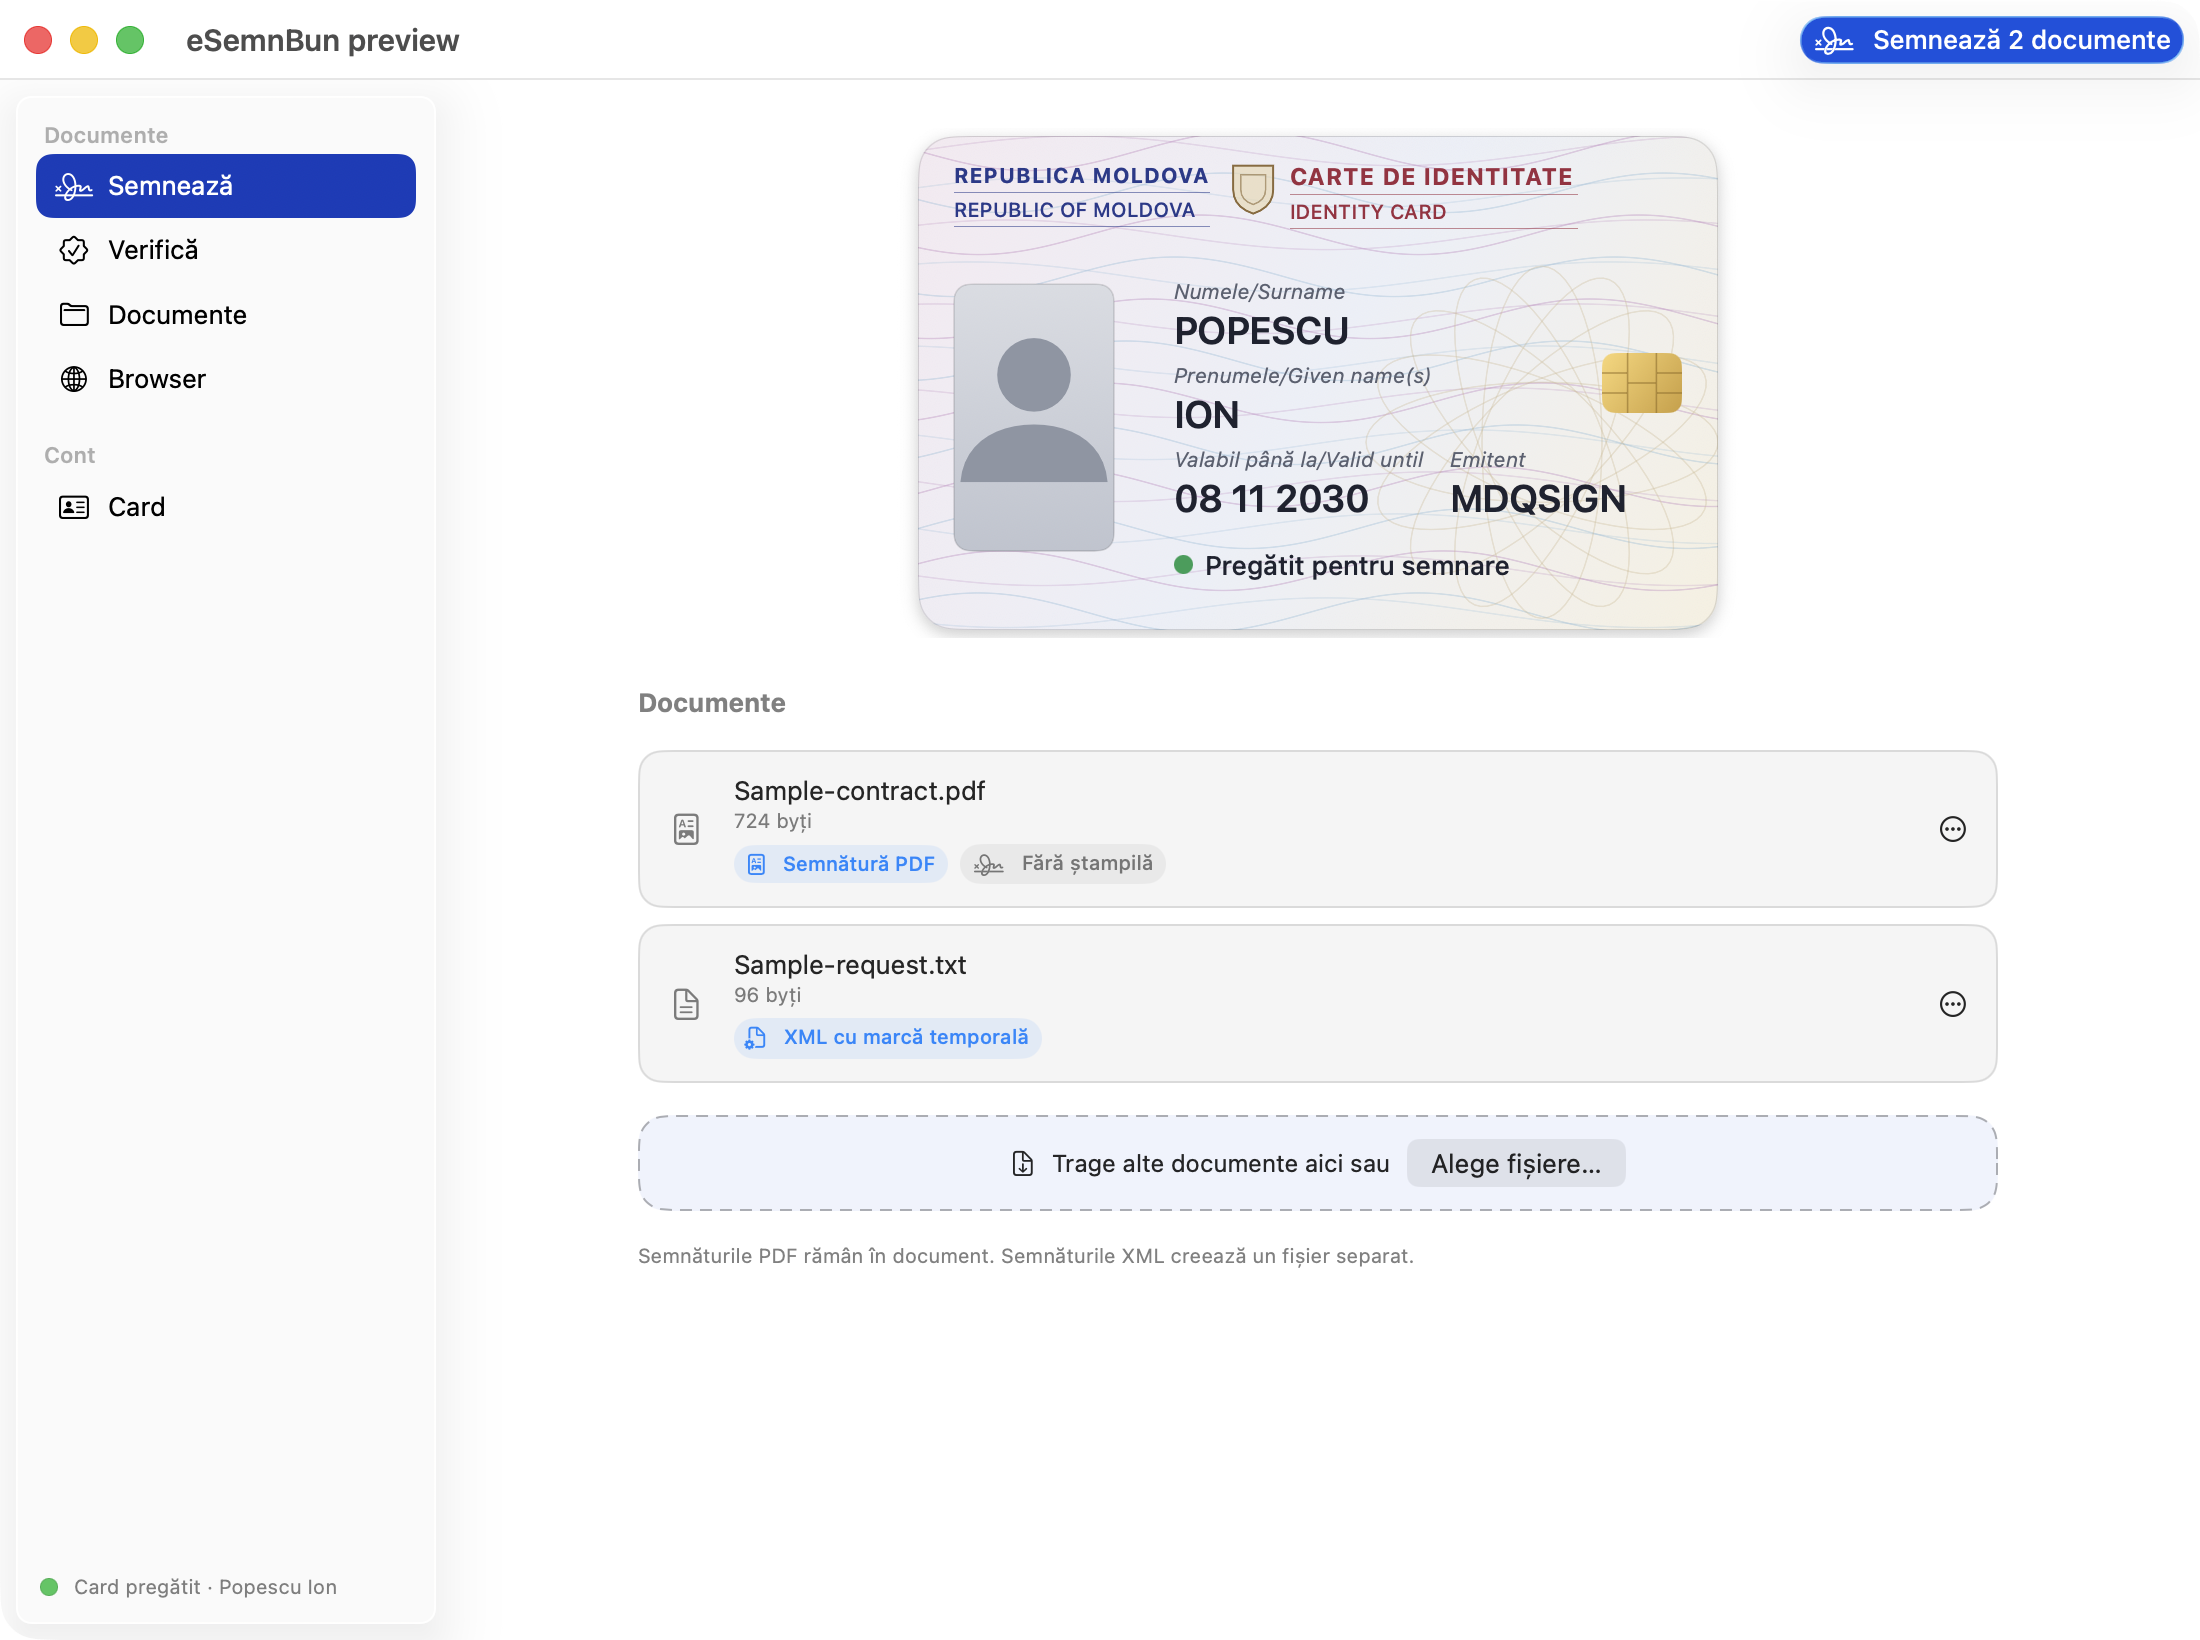 eSemnBun preview
Semnează 2 documente
Documente
Semnează
Verifică
Documente
Browser
Cont
Card
Card pregătit · Popescu Ion
REPUBLICA MOLDOVA
REPUBLIC OF MOLDOVA
CARTE DE IDENTITATE
IDENTITY CARD
Numele/Surname
POPESCU
Prenumele/Given name(s)
ION
Valabil până la/Valid until
Emitent
08 11 2030
MDQSIGN
Pregătit pentru semnare
Documente
Sample-contract.pdf
724 byți
Semnătură PDF
Fără ștampilă
Sample-request.txt
96 byți
XML cu marcă temporală
Trage alte documente aici sau
Alege fișiere...
Semnăturile PDF rămân în document. Semnăturile XML creează un fișier separat.